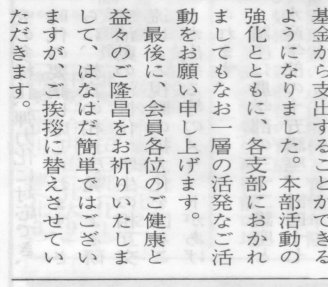 基金から支出することができる
ようになりました。本部活動の
強化とともに、各支部におかれ
ましてもなお一層の活発なご活
動をお願い申し上げます。
最後に、会員各位のご健康と
益々のご隆昌をお祈りいたしま
して、はなはだ簡単ではござい
ますが、ご挨拶に替えさせてい
ただきます。